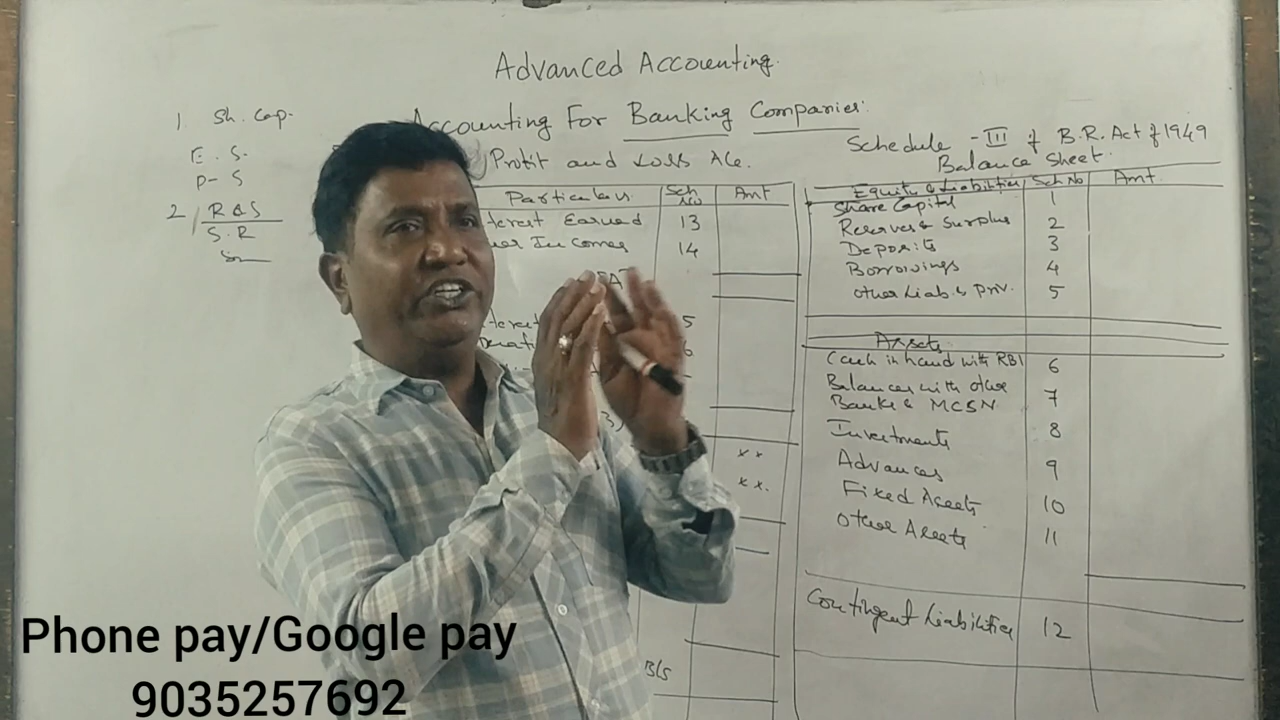 Advanced Accounting.
Accounting For Banking Companies:
1. Sh. Cap.
E. S.
P- S
2 R & S
S. R
Profit and Loss A/c.
Particulars Sch No Amt
terest Earned 13
Incomes 14
5
x x
x x.
B/S
Schedule - III of B.R. Act of 1949
Balance Sheet.
Equity & Liabilities Sch No Amt
Share Capital 1
Reserves & Surplus 2
Deposits 3
Borrowings 4
Other Liab & Prov. 5
Assets
Cash in hand with RBI 6
Balances with other
Banks & MCSN 7
Investments 8
Advances 9
Fixed Assets 10
Other Assets 11
Contingent Liabilities 12
Phone pay/Google pay
9035257692